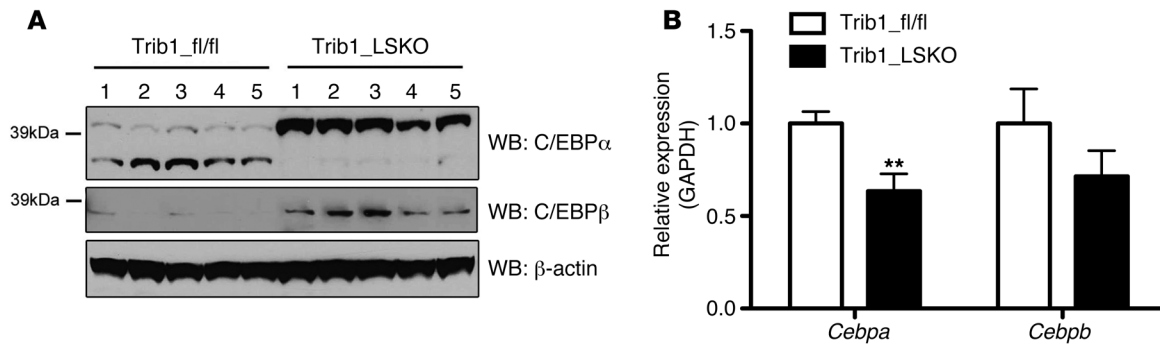 A
Trib1_fl/fl Trib1_LSKO
1 2 3 4 5 1 2 3 4 5
39kDa
WB: C/EBPα
39kDa
WB: C/EBPβ
WB: β-actin
B
Trib1_fl/fl
Trib1_LSKO
Relative expression
(GAPDH)
1.5
1.0
0.5
0.0
**
Cebpa Cebpb